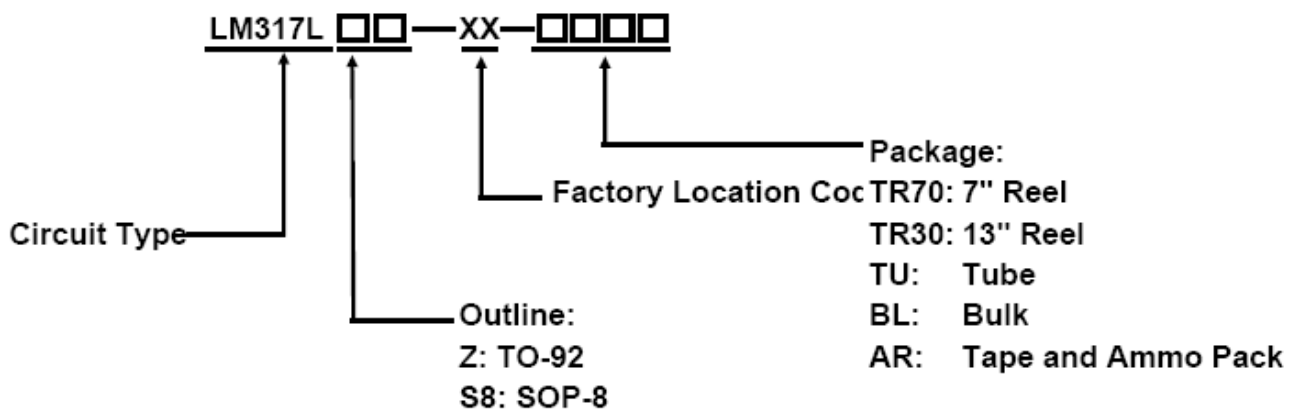 LM317L □□—XX—□□□□
Package:
Factory Location Coc TR70: 7" Reel
Circuit Type
TR30: 13" Reel
TU: Tube
Outline:
BL: Bulk
Z: TO-92
AR: Tape and Ammo Pack
S8: SOP-8